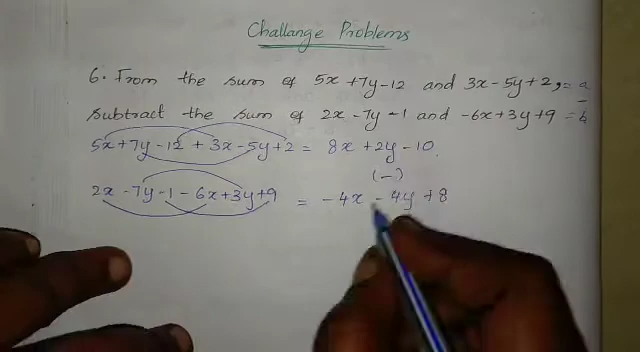 Challange Problems
6. From the sum of 5x+7y-12 and 3x-5y+2, = a
Subtract the sum of 2x-7y-1 and -6x+3y+9 = b
5x+7y-12+3x-5y+2 = 8x+2y-10.
(-)
2x-7y-1-6x+3y+9 = -4x-4y+8